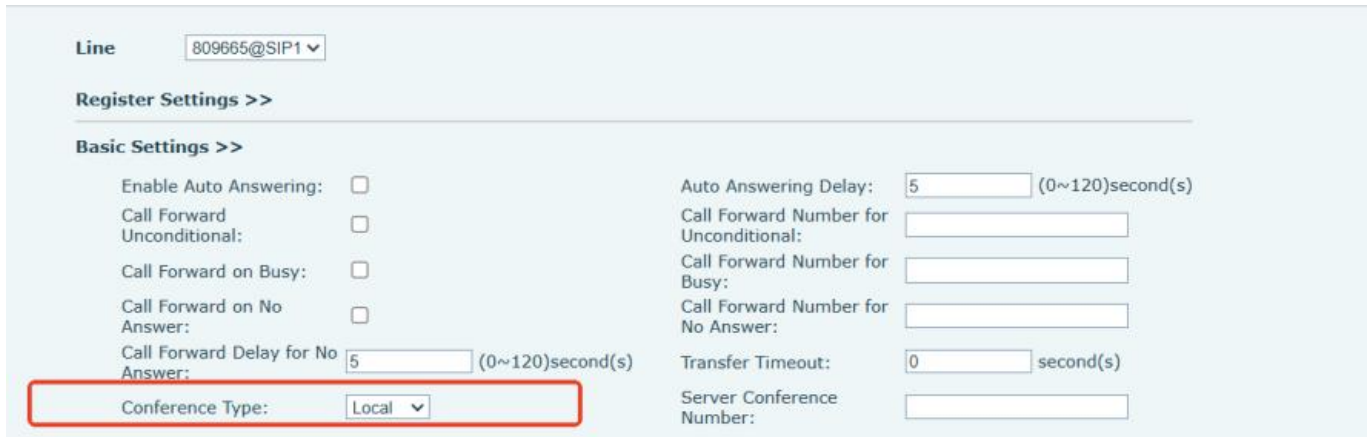 Line 809665@SIP1
Register Settings >>
Basic Settings >>
Enable Auto Answering: Auto Answering Delay: 5 (0~120)second(s)
Call Forward
Unconditional:
Call Forward Number for
Unconditional:
Call Forward on Busy:
Call Forward Number for
Busy:
Call Forward on No
Answer:
Call Forward Number for
No Answer:
Call Forward Delay for No
Answer:
5 (0~120)second(s)
Transfer Timeout: 0 second(s)
Conference Type: Local
Server Conference
Number: